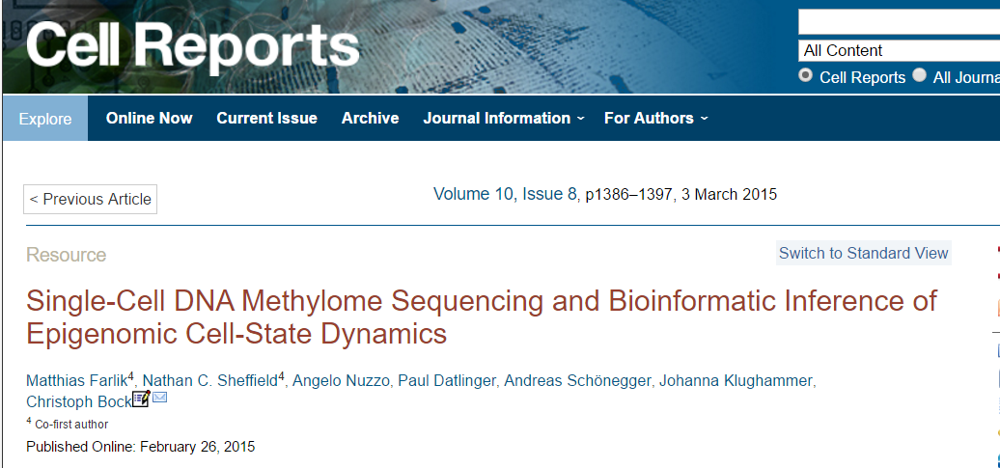 Cell Reports
All Content
Cell Reports All Journa
Explore Online Now Current Issue Archive Journal Information For Authors
< Previous Article Volume 10, Issue 8, p1386–1397, 3 March 2015
Resource Switch to Standard View
Single-Cell DNA Methylome Sequencing and Bioinformatic Inference of
Epigenomic Cell-State Dynamics
Matthias Farlik4, Nathan C. Sheffield4, Angelo Nuzzo, Paul Datlinger, Andreas Schönegger, Johanna Klughammer,
Christoph Bock
4 Co-first author
Published Online: February 26, 2015